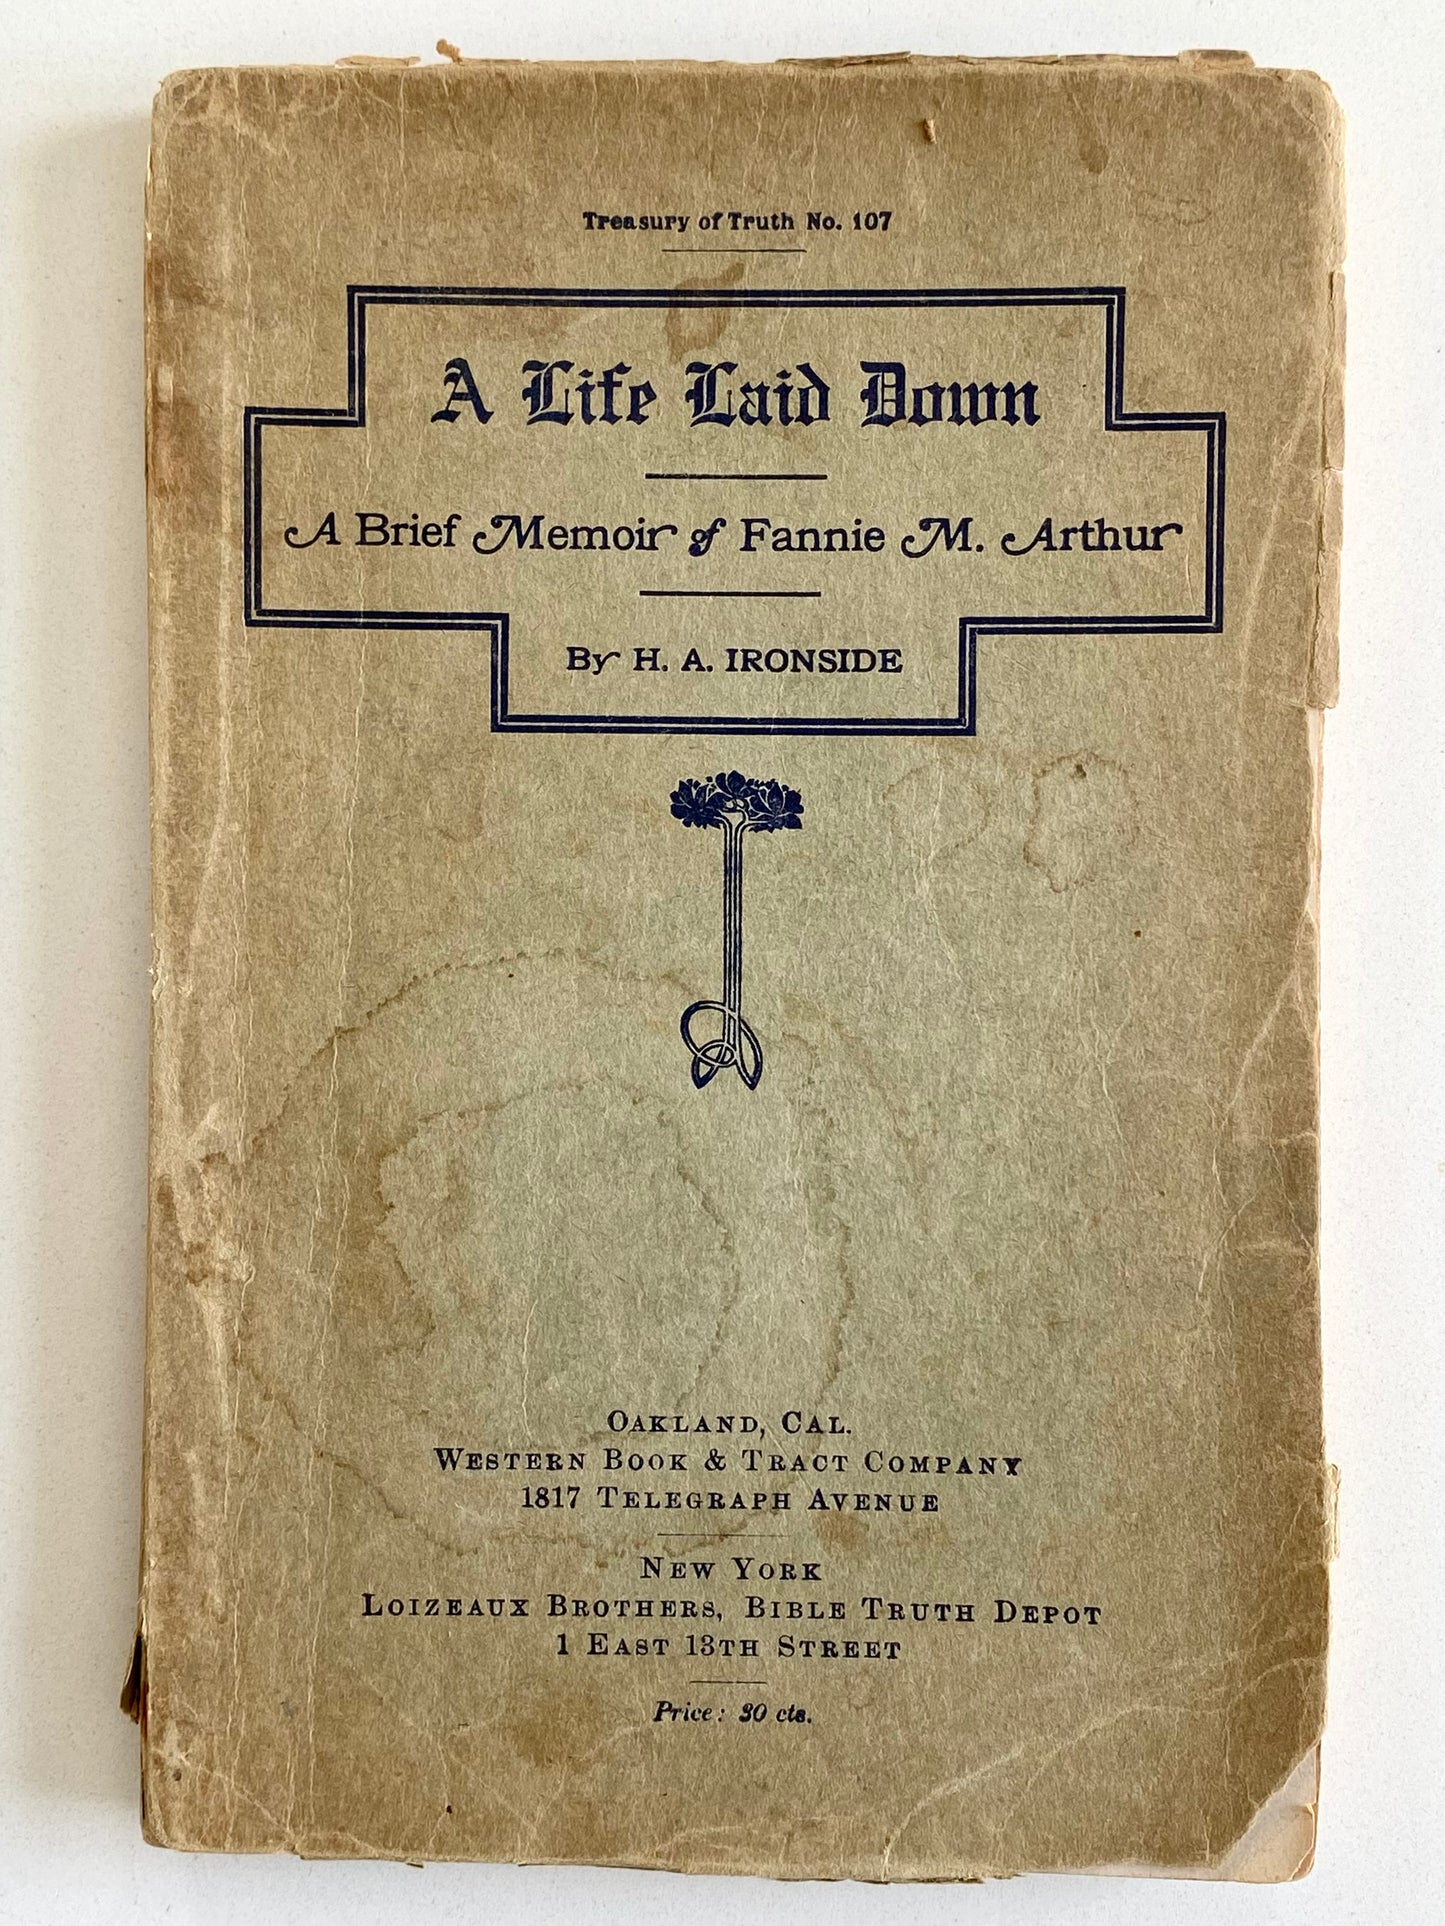 Treasury of Truth No. 107
A Life Laid Down
A Brief Memoir of Fannie M. Arthur
By H. A. IRONSIDE
OAKLAND, CAL.
WESTERN BOOK & TRACT COMPANY
1817 TELEGRAPH AVENUE
NEW YORK
LOIZEAUX BROTHERS, BIBLE TRUTH DEPOT
1 EAST 13TH STREET
Price: 30 cts.